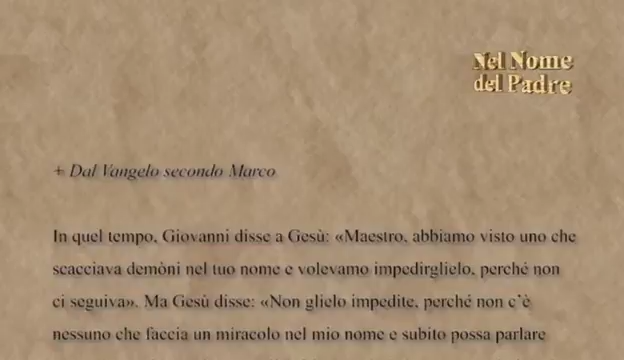 Nel Nome
del Padre
+ Dal Vangelo secondo Marco
In quel tempo, Giovanni disse a Gesù: «Maestro, abbiamo visto uno che
scacciava demòni nel tuo nome e volevamo impedirglielo, perché non
ci seguiva». Ma Gesù disse: «Non glielo impedite, perché non c'è
nessuno che faccia un miracolo nel mio nome e subito possa parlare